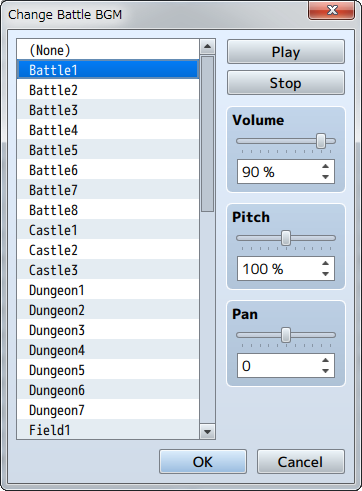 Change Battle BGM
(None)
Battle1
Battle2
Battle3
Battle4
Battle5
Battle6
Battle7
Battle8
Castle1
Castle2
Castle3
Dungeon1
Dungeon2
Dungeon3
Dungeon4
Dungeon5
Dungeon6
Dungeon7
Field1
Play
Stop
Volume
90 %
Pitch
100 %
Pan
0
OK
Cancel